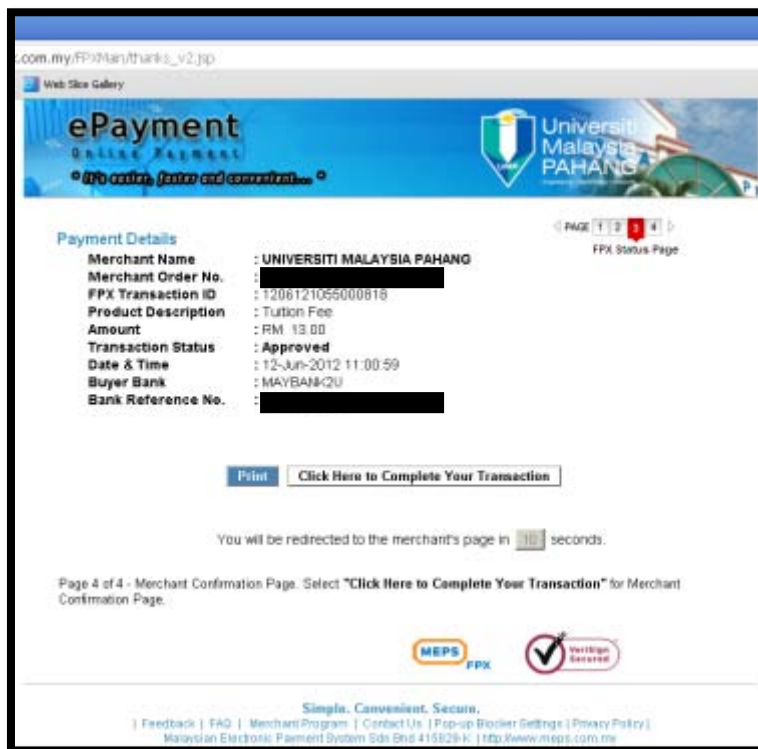 .com.my/FPXMain/thanks_v2.jsp
Web Slice Gallery
ePayment
Online Payment
" It's easier, faster and convenient... "
Universiti
Malaysia
PAHANG
PAGE 1 2 3 4
FPX Status Page
Payment Details
Merchant Name : UNIVERSITI MALAYSIA PAHANG
Merchant Order No. :
FPX Transaction ID : 1206121055000818
Product Description : Tuition Fee
Amount : RM 13.00
Transaction Status : Approved
Date & Time : 12-Jun-2012 11:00:59
Buyer Bank : MAYBANK2U
Bank Reference No. :
Print Click Here to Complete Your Transaction
You will be redirected to the merchant's page in 10 seconds.
Page 4 of 4 - Merchant Confirmation Page. Select "Click Here to Complete Your Transaction" for Merchant
Confirmation Page.
MEPS FPX VeriSign Secured
Simple. Convenient. Secure.
| Feedback | FAQ | Merchant Program | Contact Us | Pop-up Blocker Settings | Privacy Policy |
Malaysian Electronic Payment System Sdn Bhd 415829-K | http://www.meps.com.my